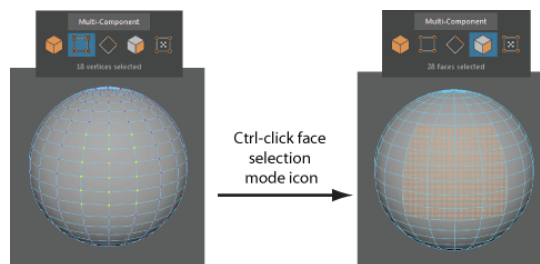 Multi-Component
18 vertices selected
Ctrl-click face
selection
mode icon
Multi-Component
28 faces selected